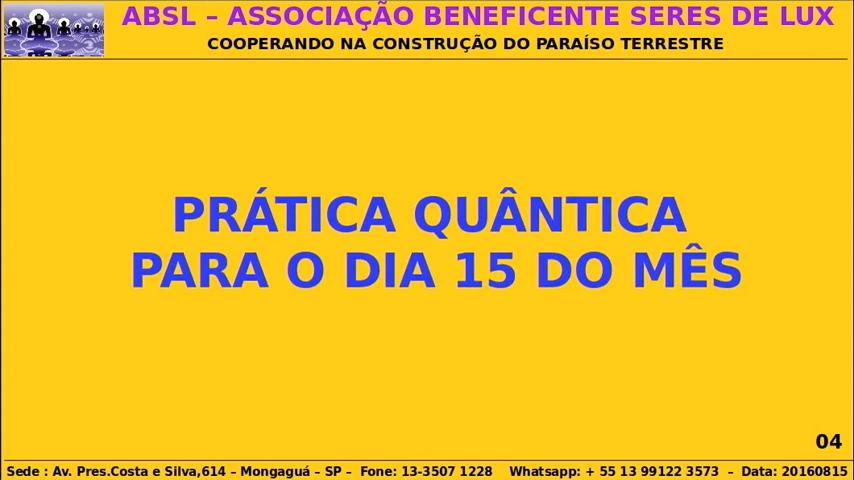 ABSL – ASSOCIAÇÃO BENEFICENTE SERES DE LUX
COOPERANDO NA CONSTRUÇÃO DO PARAÍSO TERRESTRE
PRÁTICA QUÂNTICA
PARA O DIA 15 DO MÊS
04
Sede : Av. Pres.Costa e Silva,614 – Mongaguá – SP – Fone: 13-3507 1228 Whatsapp: + 55 13 99122 3573 – Data: 20160815